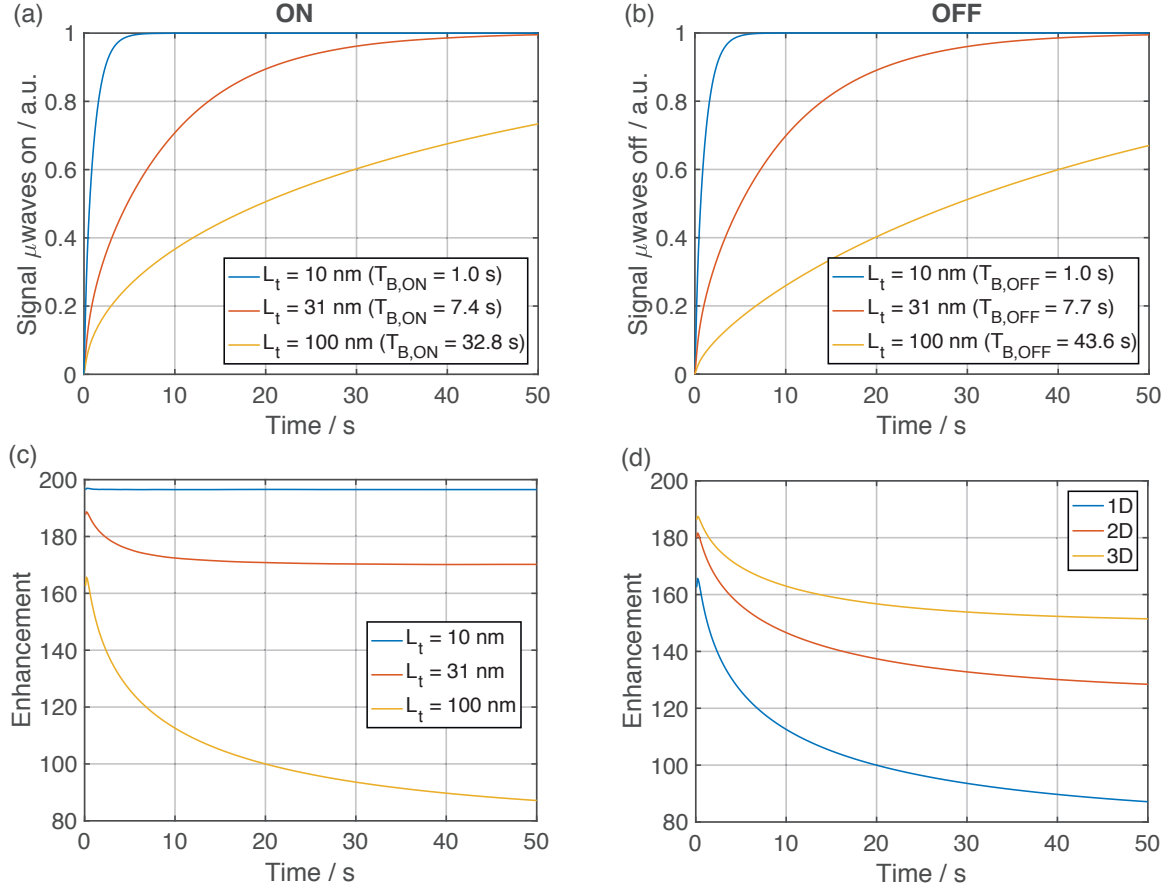 (a)
ON
Signal μwaves on / a.u.
1
0.8
0.6
0.4
0.2
0
L_t = 10 nm (T_B,ON = 1.0 s)
L_t = 31 nm (T_B,ON = 7.4 s)
L_t = 100 nm (T_B,ON = 32.8 s)
0 10 20 30 40 50
Time / s
(b)
OFF
Signal μwaves off / a.u.
1
0.8
0.6
0.4
0.2
0
L_t = 10 nm (T_B,OFF = 1.0 s)
L_t = 31 nm (T_B,OFF = 7.7 s)
L_t = 100 nm (T_B,OFF = 43.6 s)
0 10 20 30 40 50
Time / s
(c)
Enhancement
200
180
160
140
120
100
80
L_t = 10 nm
L_t = 31 nm
L_t = 100 nm
0 10 20 30 40 50
Time / s
(d)
Enhancement
200
180
160
140
120
100
80
1D
2D
3D
0 10 20 30 40 50
Time / s